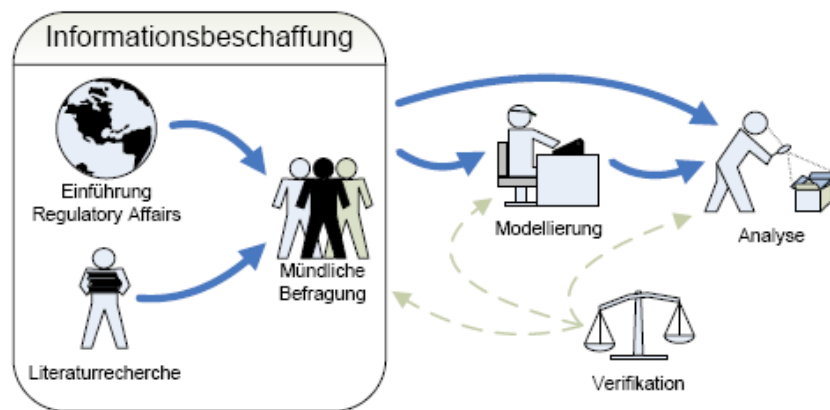 Informationsbeschaffung
Einführung
Regulatory Affairs
Mündliche
Befragung
Literaturrecherche
Modellierung
Analyse
Verifikation